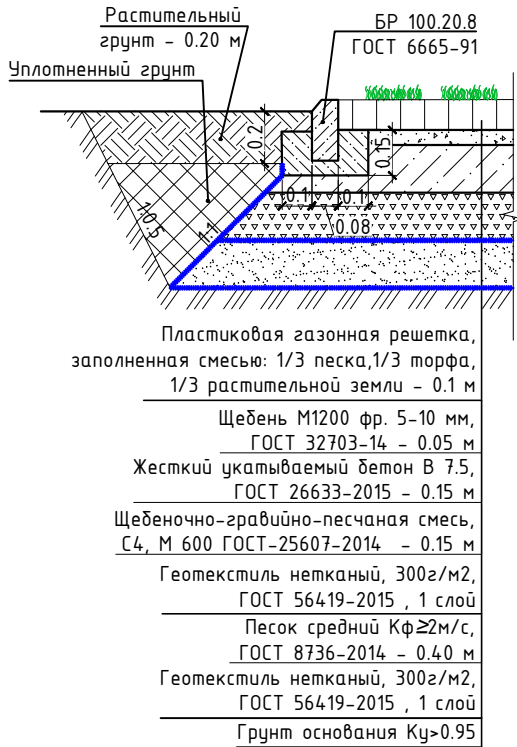 Растительный
грунт - 0.20 м
БР 100.20.8
ГОСТ 6665-91
Уплотненный грунт
0.2
0.15
0.1
0.1
0.08
1:0.5
1:1
Пластиковая газонная решетка,
заполненная смесью: 1/3 песка,1/3 торфа,
1/3 растительной земли - 0.1 м
Щебень М1200 фр. 5-10 мм,
ГОСТ 32703-14 - 0.05 м
Жесткий укатываемый бетон В 7.5,
ГОСТ 26633-2015 - 0.15 м
Щебеночно-гравийно-песчаная смесь,
С4, М 600 ГОСТ-25607-2014 - 0.15 м
Геотекстиль нетканый, 300г/м2,
ГОСТ 56419-2015 , 1 слой
Песок средний Кф≥2м/с,
ГОСТ 8736-2014 - 0.40 м
Геотекстиль нетканый, 300г/м2,
ГОСТ 56419-2015 , 1 слой
Грунт основания Ку>0.95